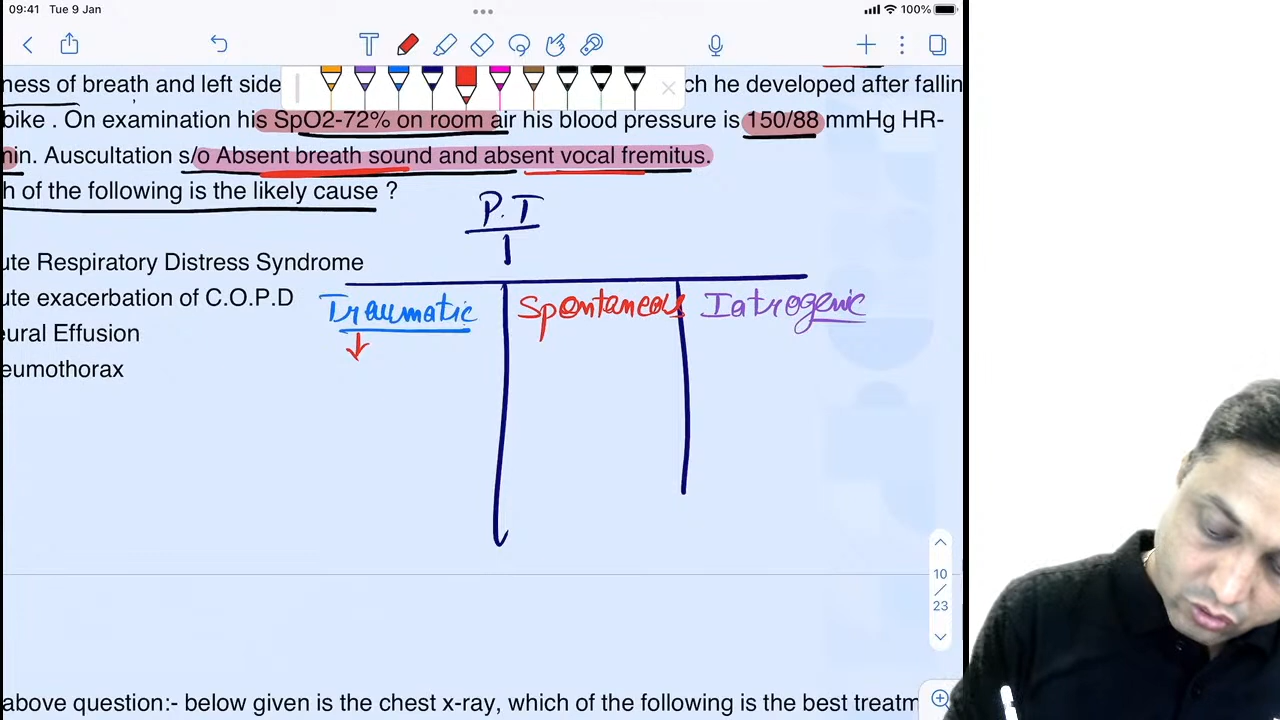 09:41 Tue 9 Jan
100%
ness of breath and left side
ch he developed after fallin
bike . On examination his SpO2-72% on room air his blood pressure is 150/88 mmHg HR-
min. Auscultation s/o Absent breath sound and absent vocal fremitus.
h of the following is the likely cause ?
P.T
ute Respiratory Distress Syndrome
ute exacerbation of C.O.P.D
Traumatic Spontaneous Iatrogenic
eural Effusion
eumothorax
10
/
23
above question:- below given is the chest x-ray, which of the following is the best treatm